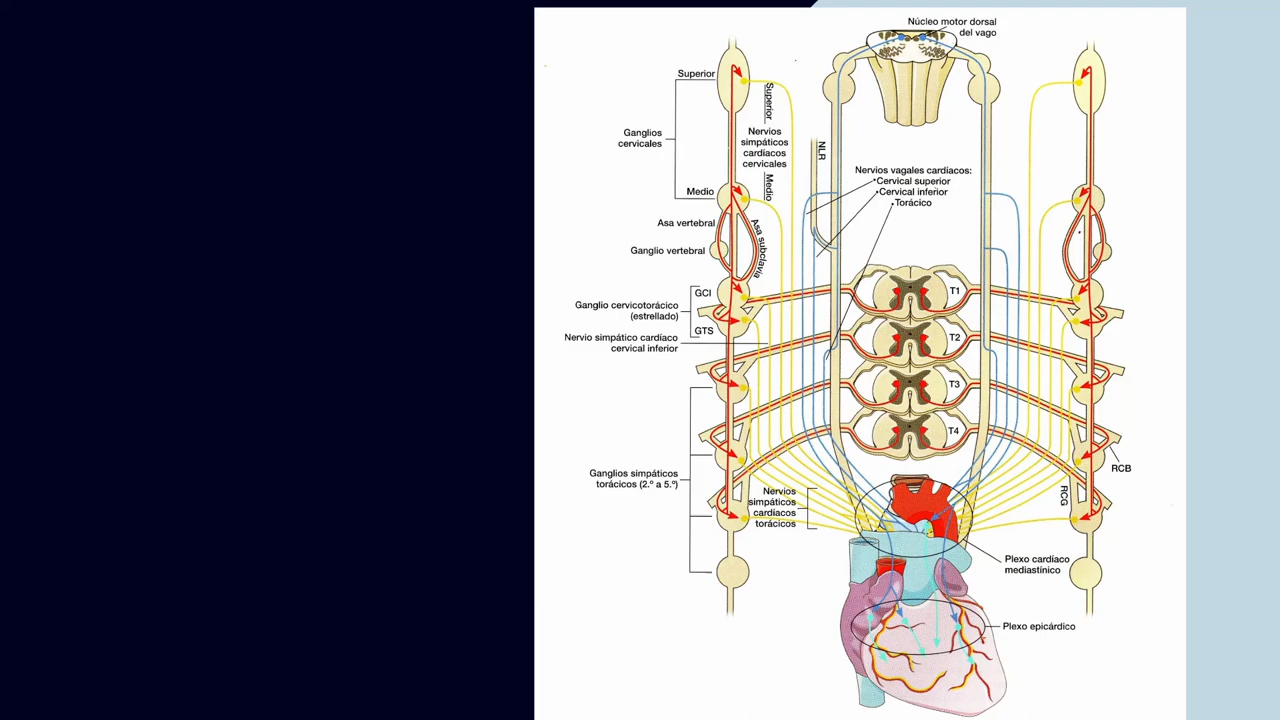 Núcleo motor dorsal
del vago
Superior
Superior
Ganglios
cervicales
Nervios
simpáticos
cardíacos
cervicales
NLR
Medio
Medio
Nervios vagales cardíacos:
•Cervical superior
•Cervical inferior
•Torácico
Asa vertebral
Asa subclavia
Ganglio vertebral
GCI
T1
Ganglio cervicotorácico
(estrellado)
GTS
T2
Nervio simpático cardíaco
cervical inferior
T3
T4
RCB
Ganglios simpáticos
torácicos (2.º a 5.º)
RCG
Nervios
simpáticos
cardíacos
torácicos
Plexo cardíaco
mediastínico
Plexo epicárdico